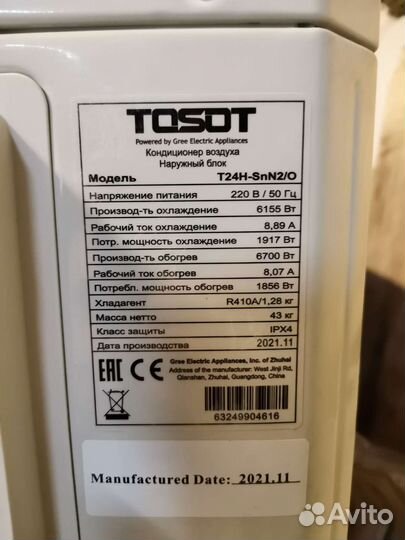 TOSOT
Powered by Gree Electric Appliances
Кондиционер воздуха
Наружный блок
Модель T24H-SnN2/O
Напряжение питания 220 В / 50 Гц
Производ-ть охлаждение 6155 Вт
Рабочий ток охлаждение 8,89 А
Потр. мощность охлаждение 1917 Вт
Производ-ть обогрев 6700 Вт
Рабочий ток обогрев 8,07 А
Потребл. мощность обогрев 1856 Вт
Хладагент R410A/1,28 кг
Масса нетто 43 кг
Класс защиты IPX4
Дата производства 2021.11
EAC CE
Gree Electric Appliances, Inc. of Zhuhai
Address of the manufacturer: West Jinji Rd,
Qianshan, Zhuhai, Guangdong, China
63249904616
Manufactured Date: 2021.11
Avito